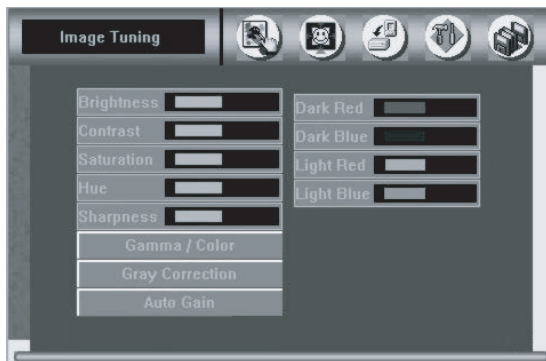 Image Tuning
Brightness
Contrast
Saturation
Hue
Sharpness
Gamma / Color
Gray Correction
Auto Gain
Dark Red
Dark Blue
Light Red
Light Blue